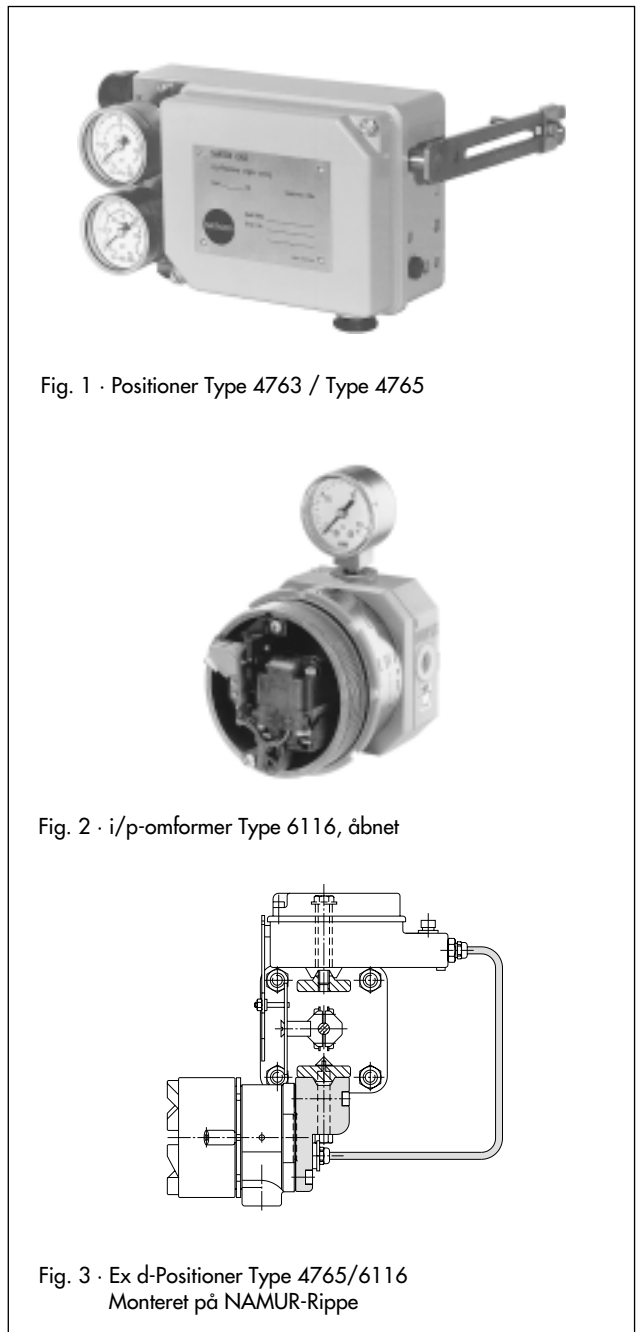 Fig. 1 · Positioner Type 4763 / Type 4765
Fig. 2 · i/p-omformer Type 6116, åbnet
Fig. 3 · Ex d-Positioner Type 4765/6116
Monteret på NAMUR-Rippe